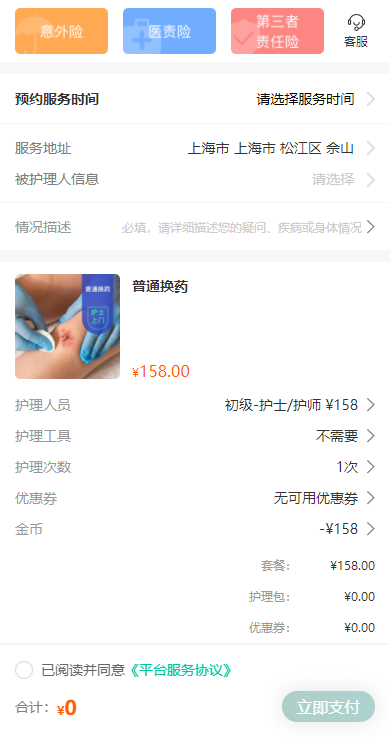 意外险
医责险
第三者
责任险
客服
预约服务时间 请选择服务时间
服务地址 上海市 上海市 松江区 佘山
被护理人信息 请选择
情况描述 必填，请详细描述您的疑问、疾病或身体情况
普通换药
护士
上门
普通换药
¥158.00
护理人员 初级-护士/护师 ¥158
护理工具 不需要
护理次数 1次
优惠券 无可用优惠券
金币 -¥158
套餐： ¥158.00
护理包： ¥0.00
优惠券： ¥0.00
已阅读并同意《平台服务协议》
合计：¥0 立即支付